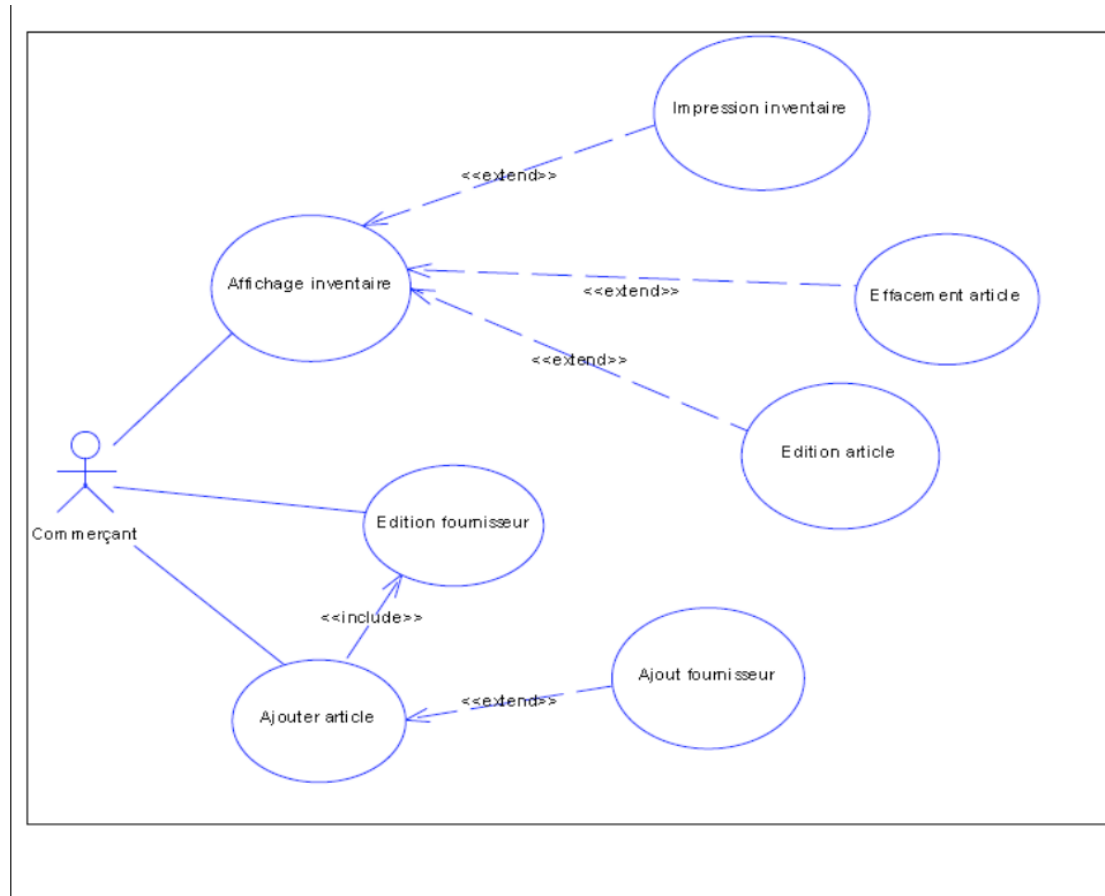 Impression inventaire
<<extend>>
Affichage inventaire
<<extend>>
Effacement article
<<extend>>
Edition article
Commerçant
Edition fournisseur
<<include>>
Ajout fournisseur
<<extend>>
Ajouter article